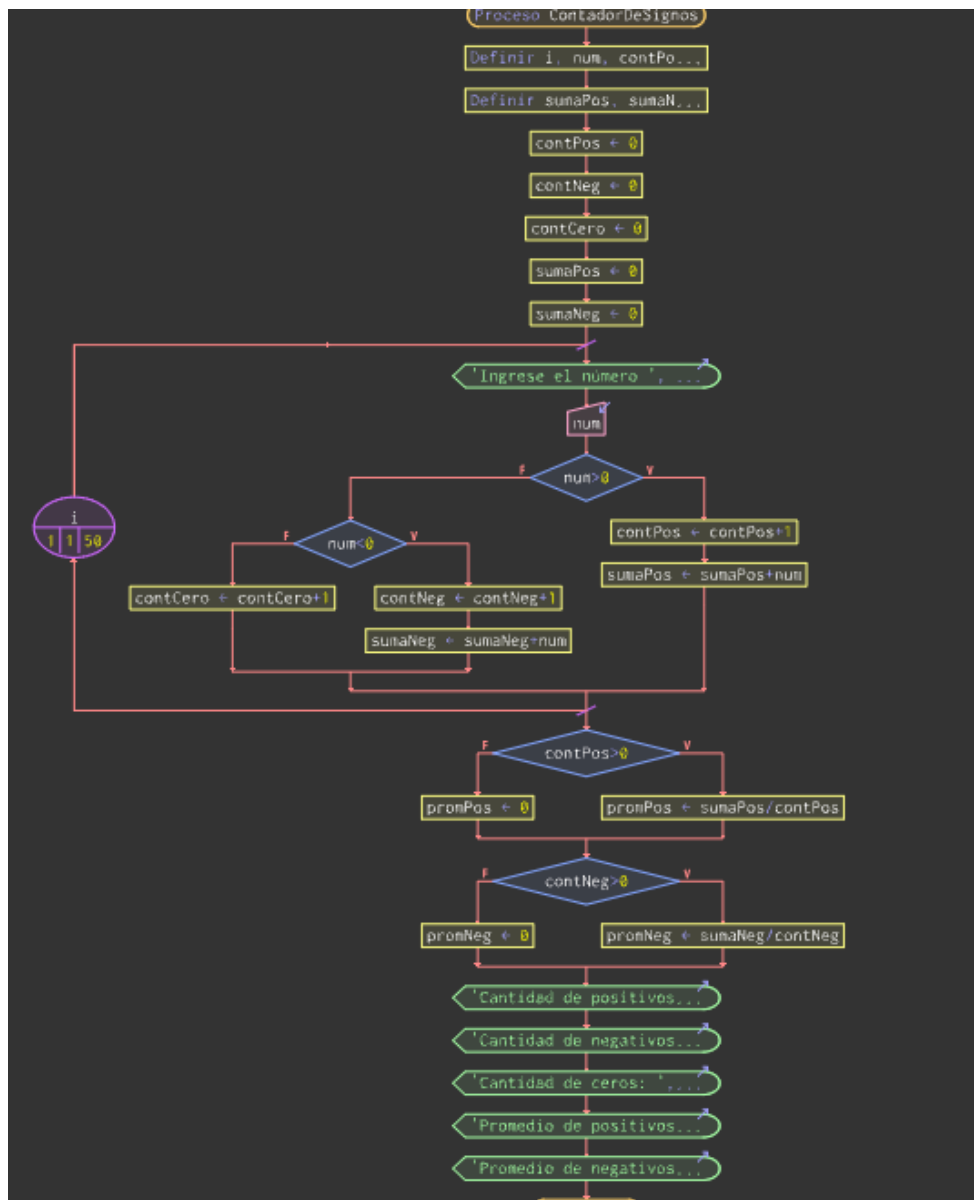 Proceso ContadorDeSignos
Definir i, num, contPo...
Definir sumaPos, sumaN...
contPos ← 0
contNeg ← 0
contCero ← 0
sumaPos ← 0
sumaNeg ← 0
'Ingrese el número ', ...
num
F num>0 V
i
1 1 50
contPos ← contPos+1
F num<0 V
sumaPos ← sumaPos+num
contCero ← contCero+1 contNeg ← contNeg+1
sumaNeg ← sumaNeg+num
F contPos>0 V
promPos ← 0 promPos ← sumaPos/contPos
F contNeg>0 V
promNeg ← 0 promNeg ← sumaNeg/contNeg
'Cantidad de positivos...
'Cantidad de negativos...
'Cantidad de ceros: ',...
'Promedio de positivos...
'Promedio de negativos...